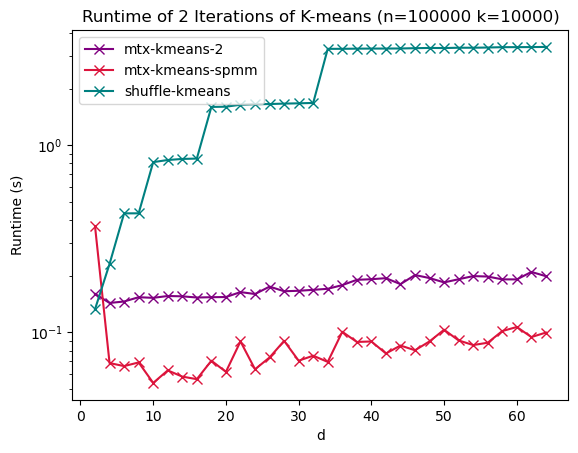 Runtime of 2 Iterations of K-means (n=100000 k=10000)
mtx-kmeans-2
mtx-kmeans-spmm
shuffle-kmeans
Runtime (s)
10⁰
10⁻¹
0 10 20 30 40 50 60
d